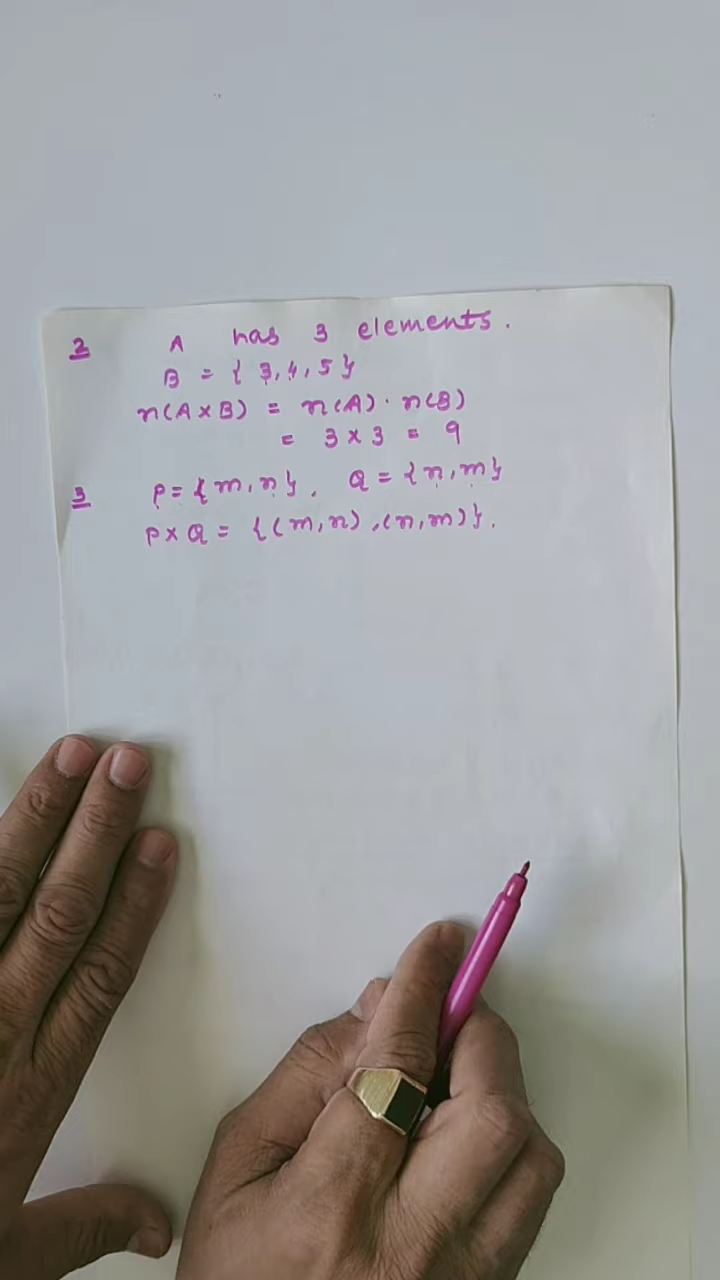 2 A has 3 elements.
B = { 3, 4, 5 }
n(A × B) = n(A) · n(B)
= 3 × 3 = 9
3 P = { m, n }, Q = { n, m }
P × Q = { (m, n) , (n, m) }.